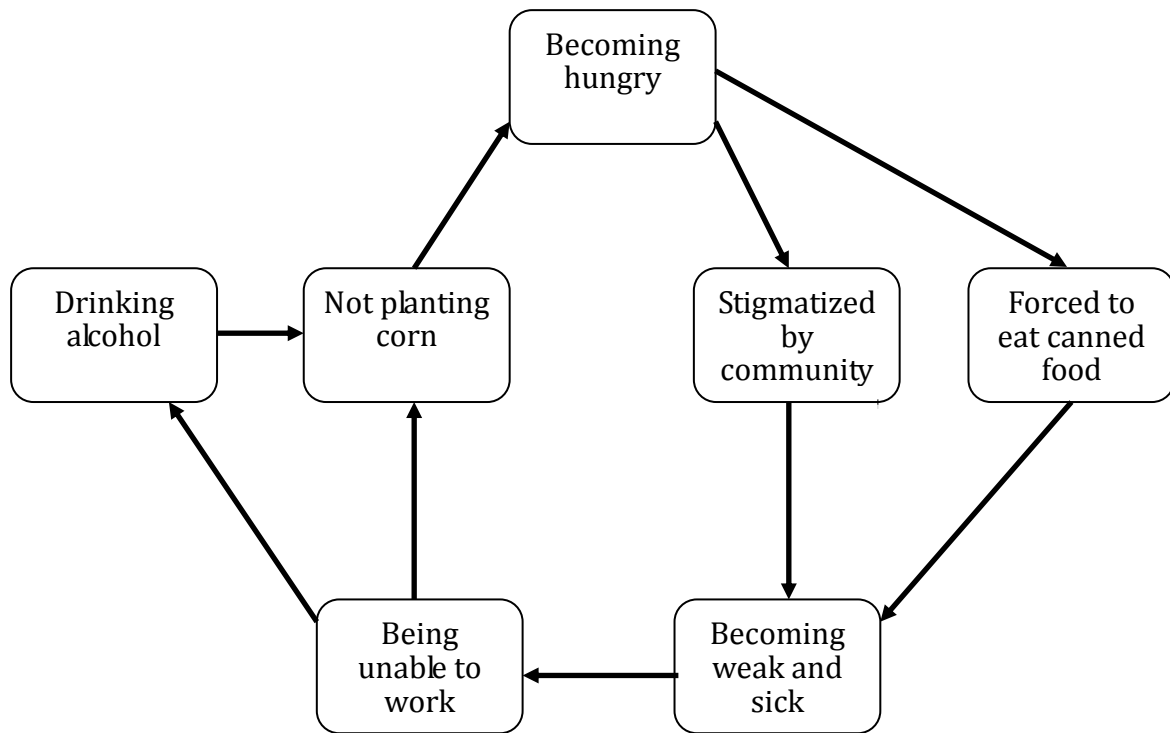 Becoming
hungry
Drinking
alcohol
Not planting
corn
Stigmatized
by
community
Forced to
eat canned
food
Being
unable to
work
Becoming
weak and
sick